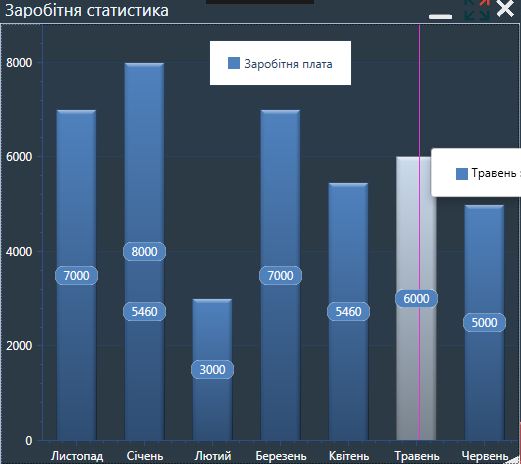 Заробітня статистика
Заробітня плата
8000
6000
4000
2000
0
7000
8000
5460
3000
7000
5460
6000
5000
Травень :
Листопад
Січень
Лютий
Березень
Квітень
Травень
Червень